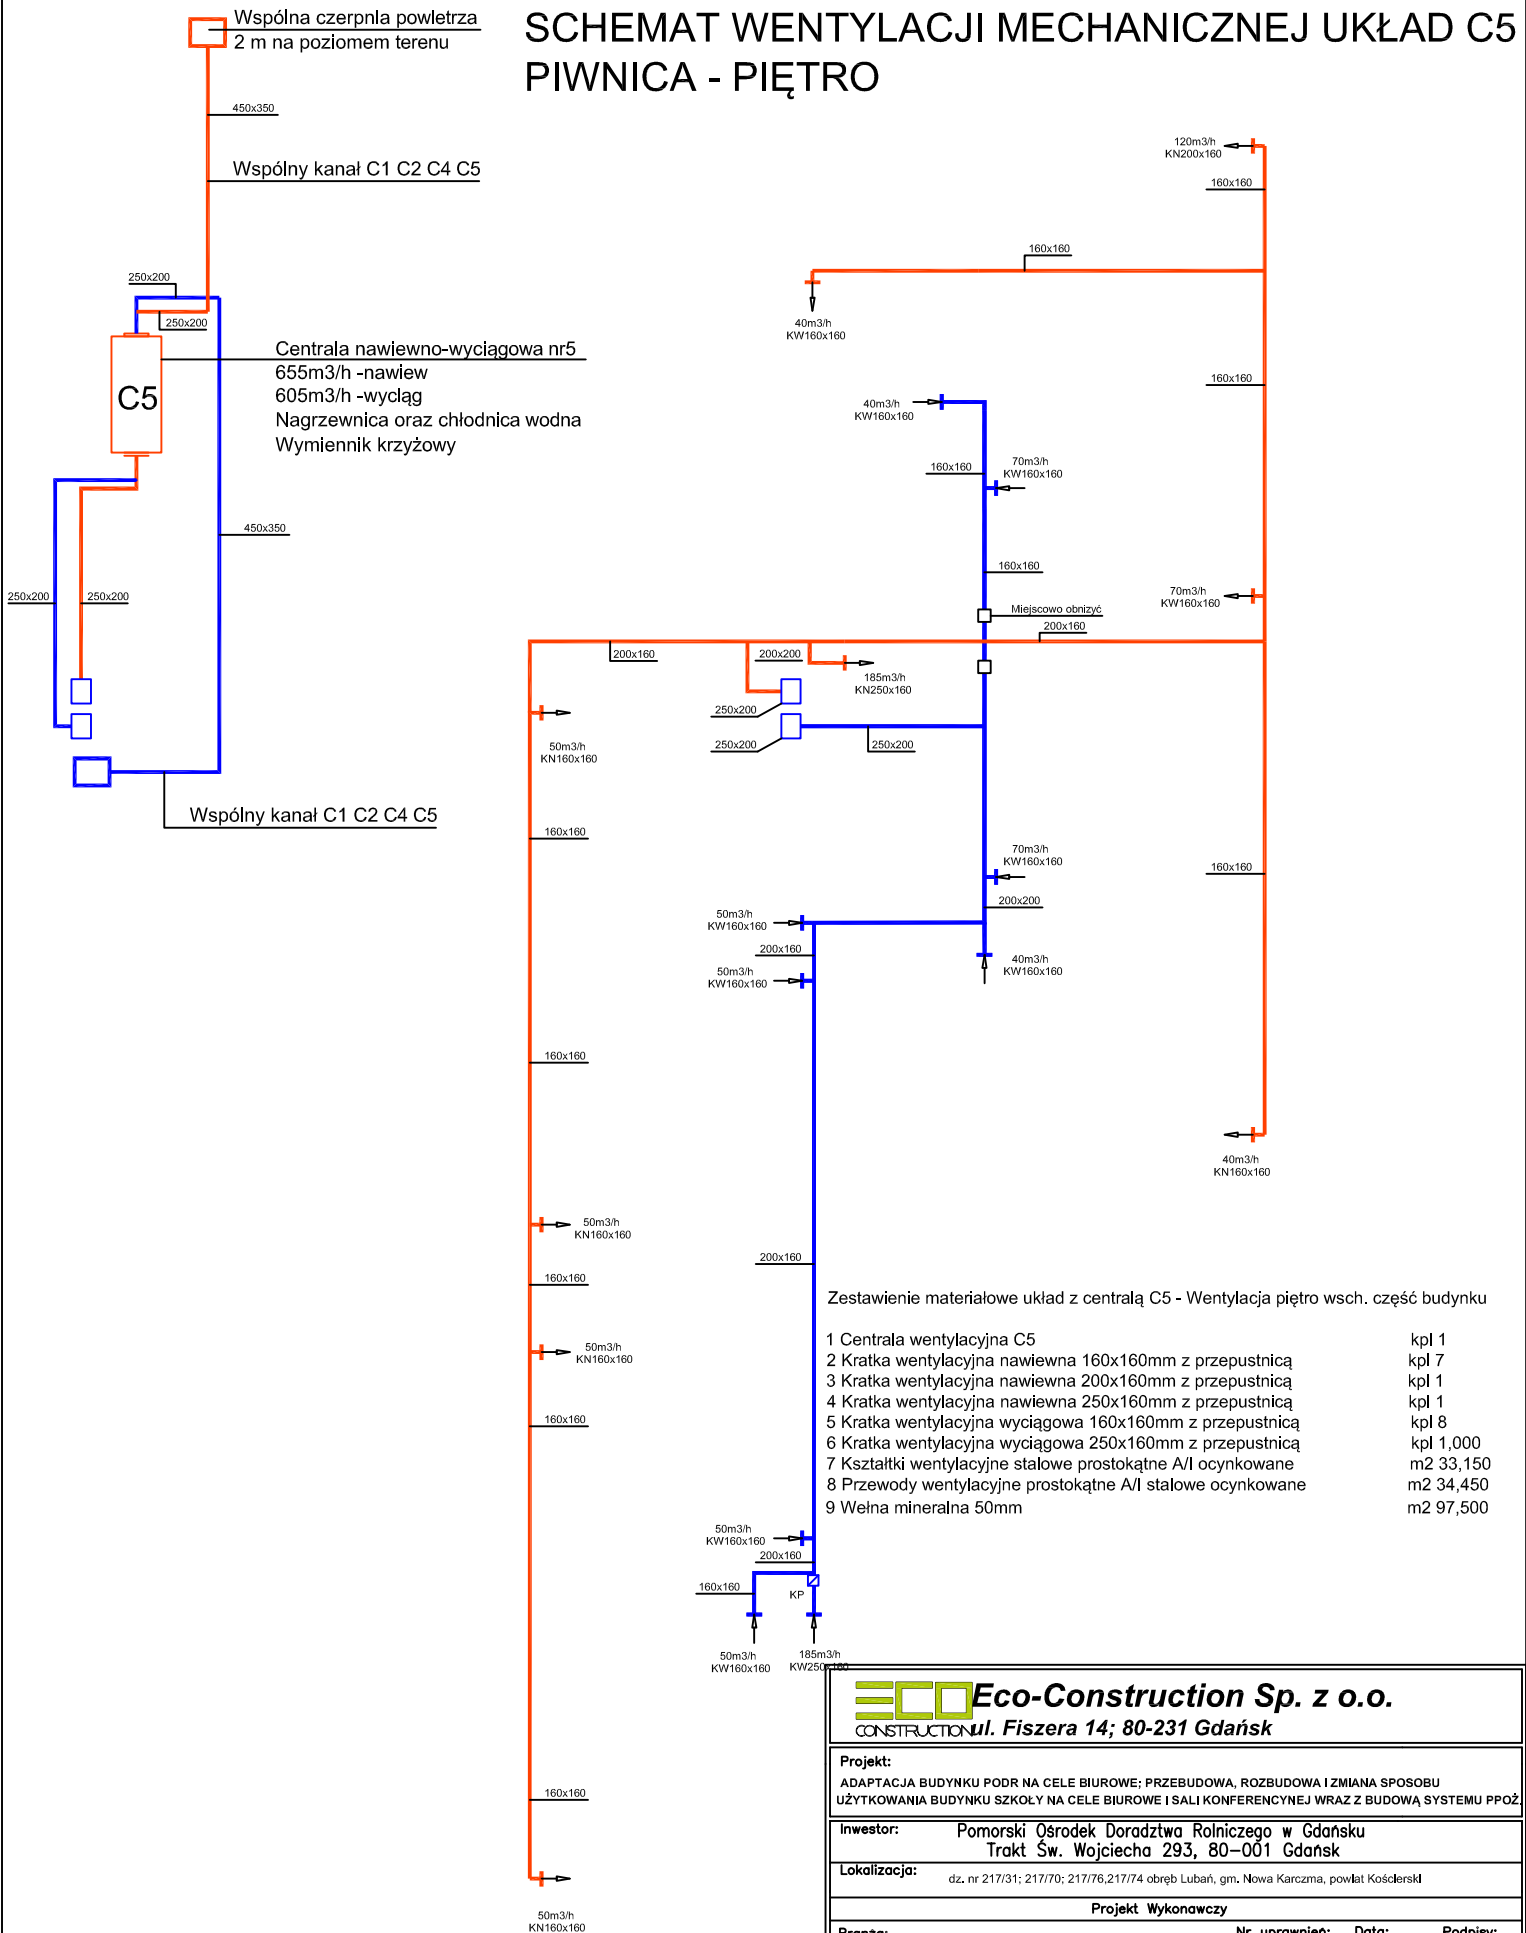 SCHEMAT WENTYLACJI MECHANICZNEJ UKŁAD C5
PIWNICA - PIĘTRO
Wspólna czerpnia powietrza
2 m na poziomem terenu
450x350
Wspólny kanał C1 C2 C4 C5
250x200
250x200
Centrala nawiewno-wyciągowa nr5
655m3/h -nawiew
605m3/h -wyciąg
Nagrzewnica oraz chłodnica wodna
Wymiennik krzyżowy
C5
450x350
250x200
250x200
Wspólny kanał C1 C2 C4 C5
120m3/h
KN200x160
160x160
160x160
40m3/h
KW160x160
160x160
40m3/h
KW160x160
70m3/h
KW160x160
160x160
160x160
70m3/h
KW160x160
Miejscowo obniżyć
200x160
200x160
200x200
185m3/h
KN250x160
250x200
250x200
250x200
50m3/h
KN160x160
160x160
70m3/h
KW160x160
160x160
200x200
50m3/h
KW160x160
200x160
40m3/h
KW160x160
50m3/h
KW160x160
160x160
40m3/h
KN160x160
50m3/h
KN160x160
200x160
160x160
50m3/h
KN160x160
160x160
Zestawienie materiałowe układ z centralą C5 - Wentylacja piętro wsch. część budynku
1 Centrala wentylacyjna C5 kpl 1
2 Kratka wentylacyjna nawiewna 160x160mm z przepustnicą kpl 7
3 Kratka wentylacyjna nawiewna 200x160mm z przepustnicą kpl 1
4 Kratka wentylacyjna nawiewna 250x160mm z przepustnicą kpl 1
5 Kratka wentylacyjna wyciągowa 160x160mm z przepustnicą kpl 8
6 Kratka wentylacyjna wyciągowa 250x160mm z przepustnicą kpl 1,000
7 Kształtki wentylacyjne stalowe prostokątne A/I ocynkowane m2 33,150
8 Przewody wentylacyjne prostokątne A/I stalowe ocynkowane m2 34,450
9 Wełna mineralna 50mm m2 97,500
50m3/h
KW160x160
200x160
160x160
KP
50m3/h
KW160x160
185m3/h
KW250x160
160x160
50m3/h
KN160x160
ECO
CONSTRUCTION
Eco-Construction Sp. z o.o.
ul. Fiszera 14; 80-231 Gdańsk
Projekt:
ADAPTACJA BUDYNKU PODR NA CELE BIUROWE; PRZEBUDOWA, ROZBUDOWA I ZMIANA SPOSOBU
UŻYTKOWANIA BUDYNKU SZKOŁY NA CELE BIUROWE I SALI KONFERENCYNEJ WRAZ Z BUDOWĄ SYSTEMU PPOŻ.
Inwestor: Pomorski Ośrodek Doradztwa Rolniczego w Gdańsku
Trakt Św. Wojciecha 293, 80-001 Gdańsk
Lokalizacja: dz. nr 217/31; 217/70; 217/76,217/74 obręb Lubań, gm. Nowa Karczma, powiat Kościerski
Projekt Wykonawczy
Branża: Nr. uprawnień: Data: Podpisy: